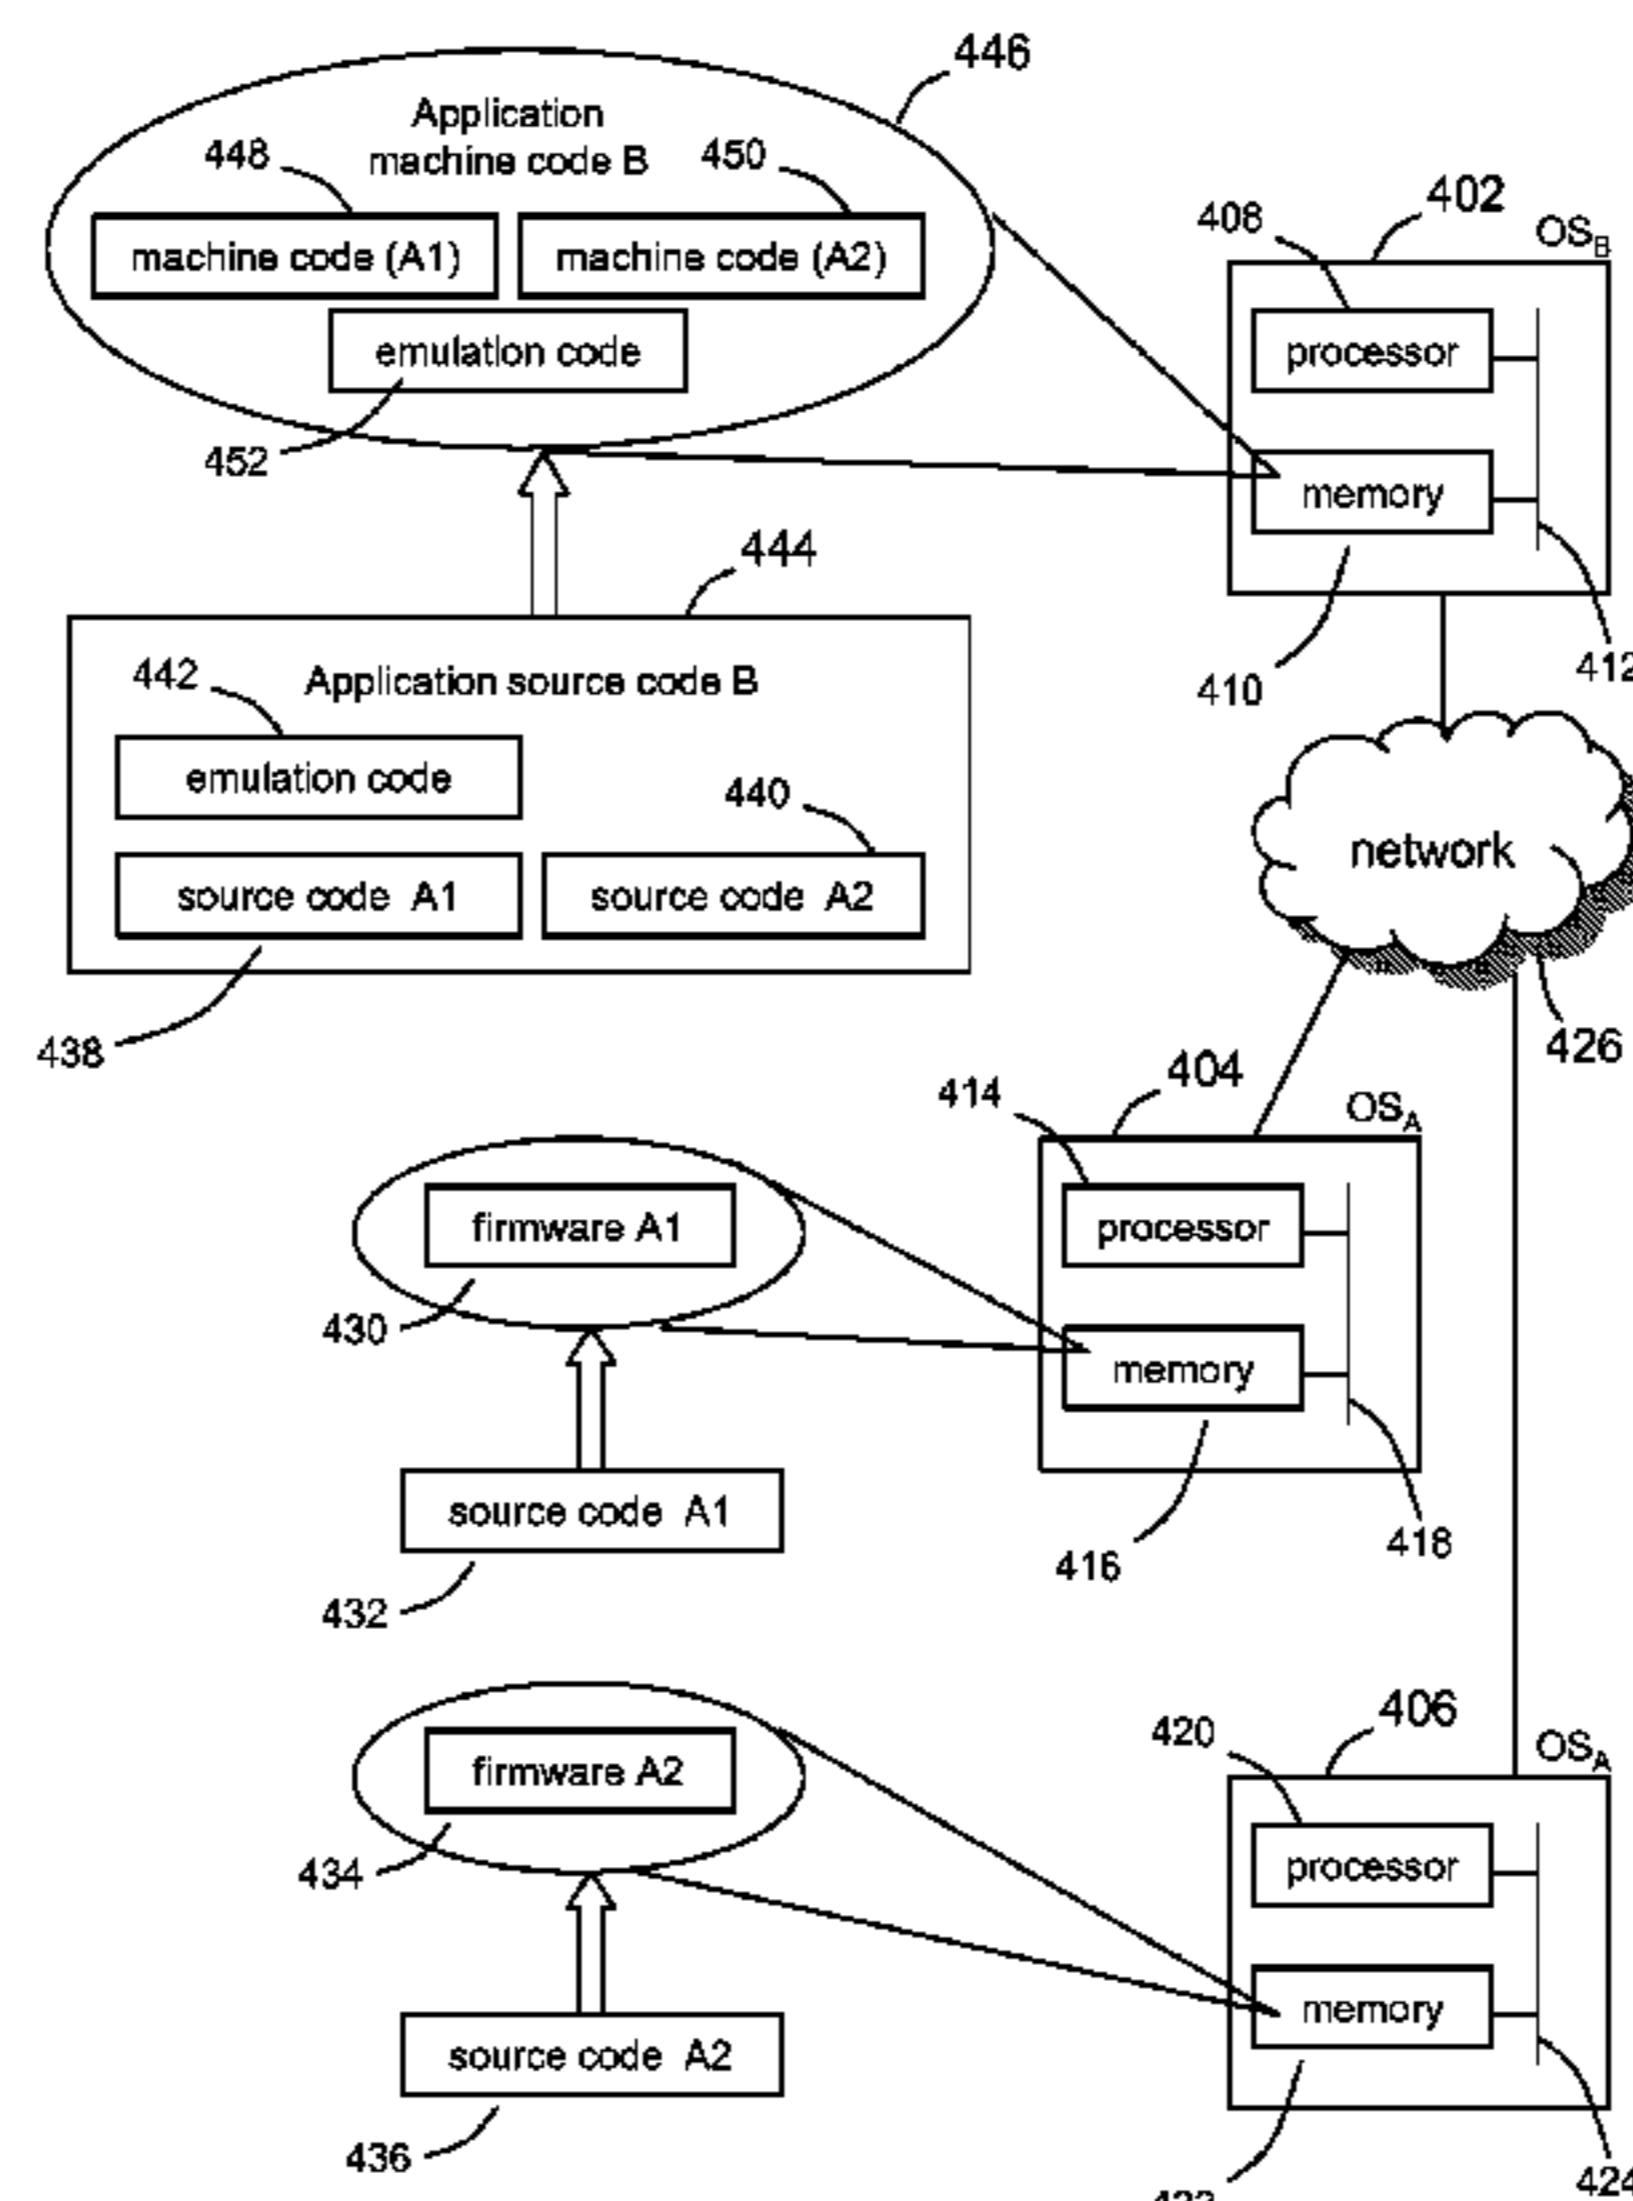 446
Application
machine code B
448
450
machine code (A1)
machine code (A2)
emulation code
452
402
408
OSB
processor
memory
410
412
444
442
Application source code B
emulation code
440
source code A1
source code A2
438
network
426
404
414
OSA
firmware A1
processor
430
memory
source code A1
416
418
432
406
420
OSA
firmware A2
processor
434
memory
source code A2
436
424